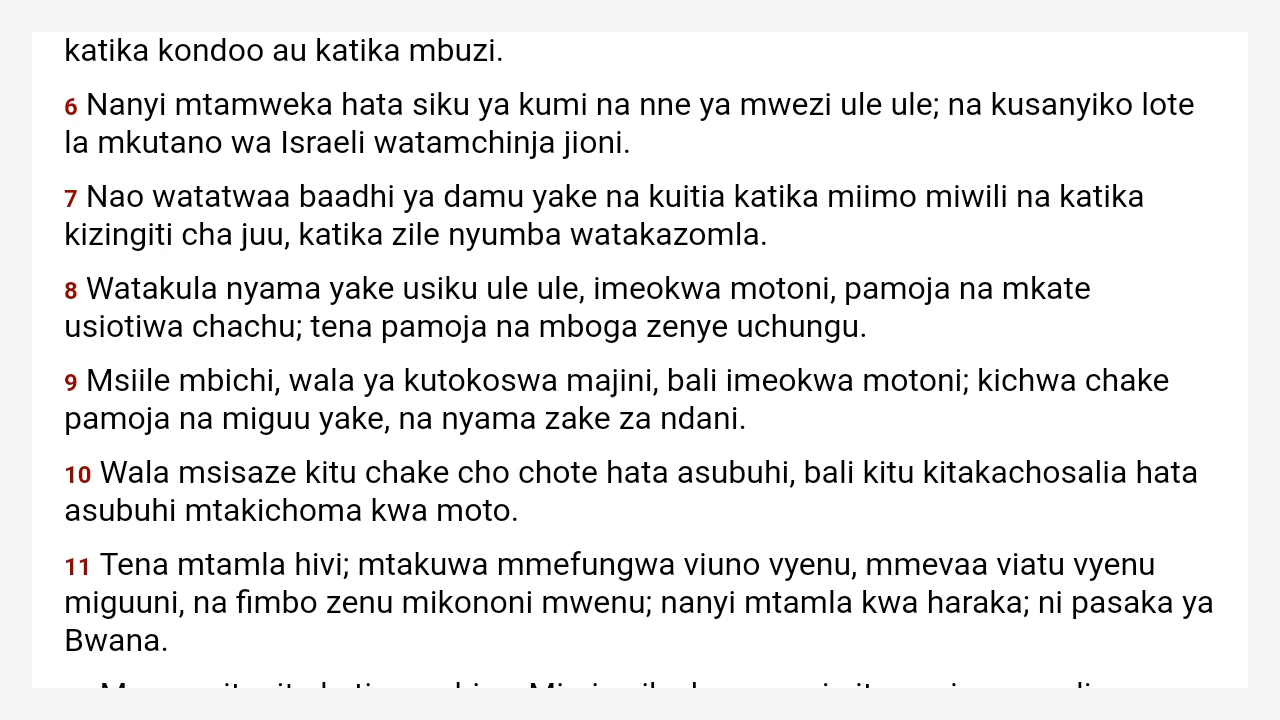 katika kondoo au katika mbuzi.
6 Nanyi mtamweka hata siku ya kumi na nne ya mwezi ule ule; na kusanyiko lote
la mkutano wa Israeli watamchinja jioni.
7 Nao watatwaa baadhi ya damu yake na kuitia katika miimo miwili na katika
kizingiti cha juu, katika zile nyumba watakazomla.
8 Watakula nyama yake usiku ule ule, imeokwa motoni, pamoja na mkate
usiotiwa chachu; tena pamoja na mboga zenye uchungu.
9 Msiile mbichi, wala ya kutokoswa majini, bali imeokwa motoni; kichwa chake
pamoja na miguu yake, na nyama zake za ndani.
10 Wala msisaze kitu chake cho chote hata asubuhi, bali kitu kitakachosalia hata
asubuhi mtakichoma kwa moto.
11 Tena mtamla hivi; mtakuwa mmefungwa viuno vyenu, mmevaa viatu vyenu
miguuni, na fimbo zenu mikononi mwenu; nanyi mtamla kwa haraka; ni pasaka ya
Bwana.